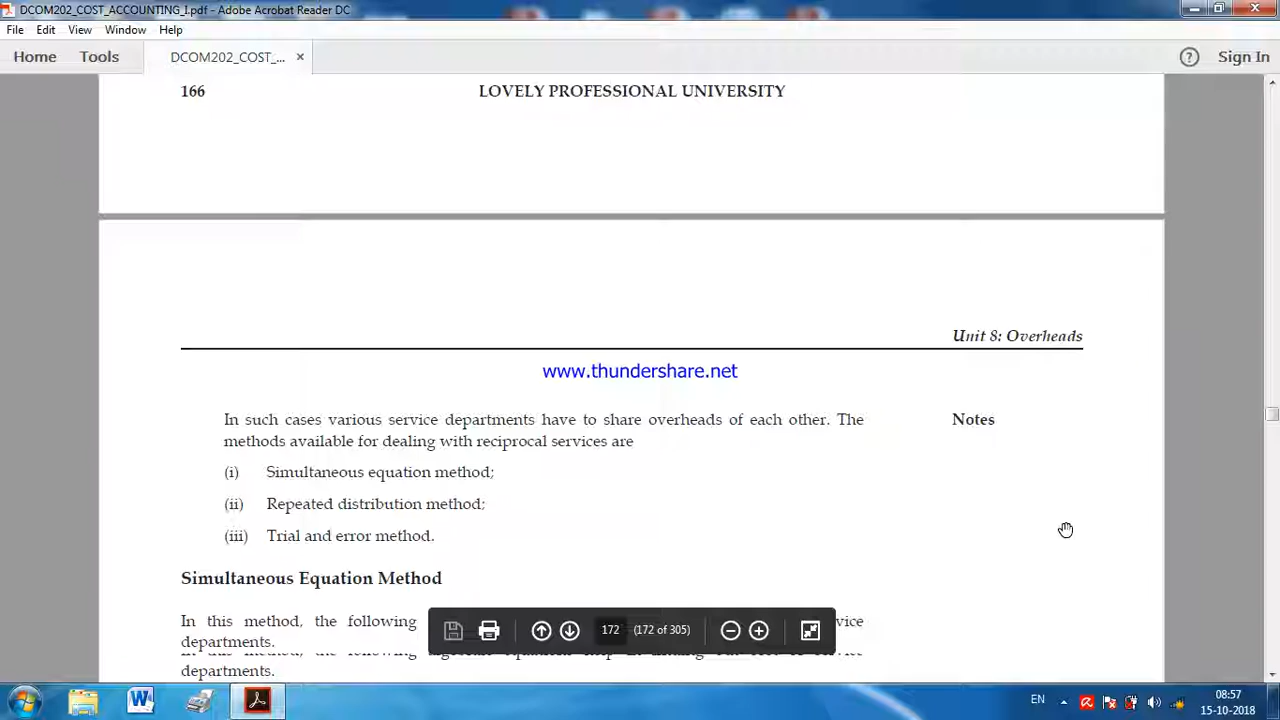 DCOM202_COST_ACCOUNTING_I.pdf - Adobe Acrobat Reader DC
File Edit View Window Help
Home Tools DCOM202_COST_... × ? Sign In
166 LOVELY PROFESSIONAL UNIVERSITY
Unit 8: Overheads
www.thundershare.net
In such cases various service departments have to share overheads of each other. The Notes
methods available for dealing with reciprocal services are
(i) Simultaneous equation method;
(ii) Repeated distribution method;
(iii) Trial and error method.
Simultaneous Equation Method
In this method, the following vice
departments.
departments.
172 (172 of 305)
EN 08:57
15-10-2018